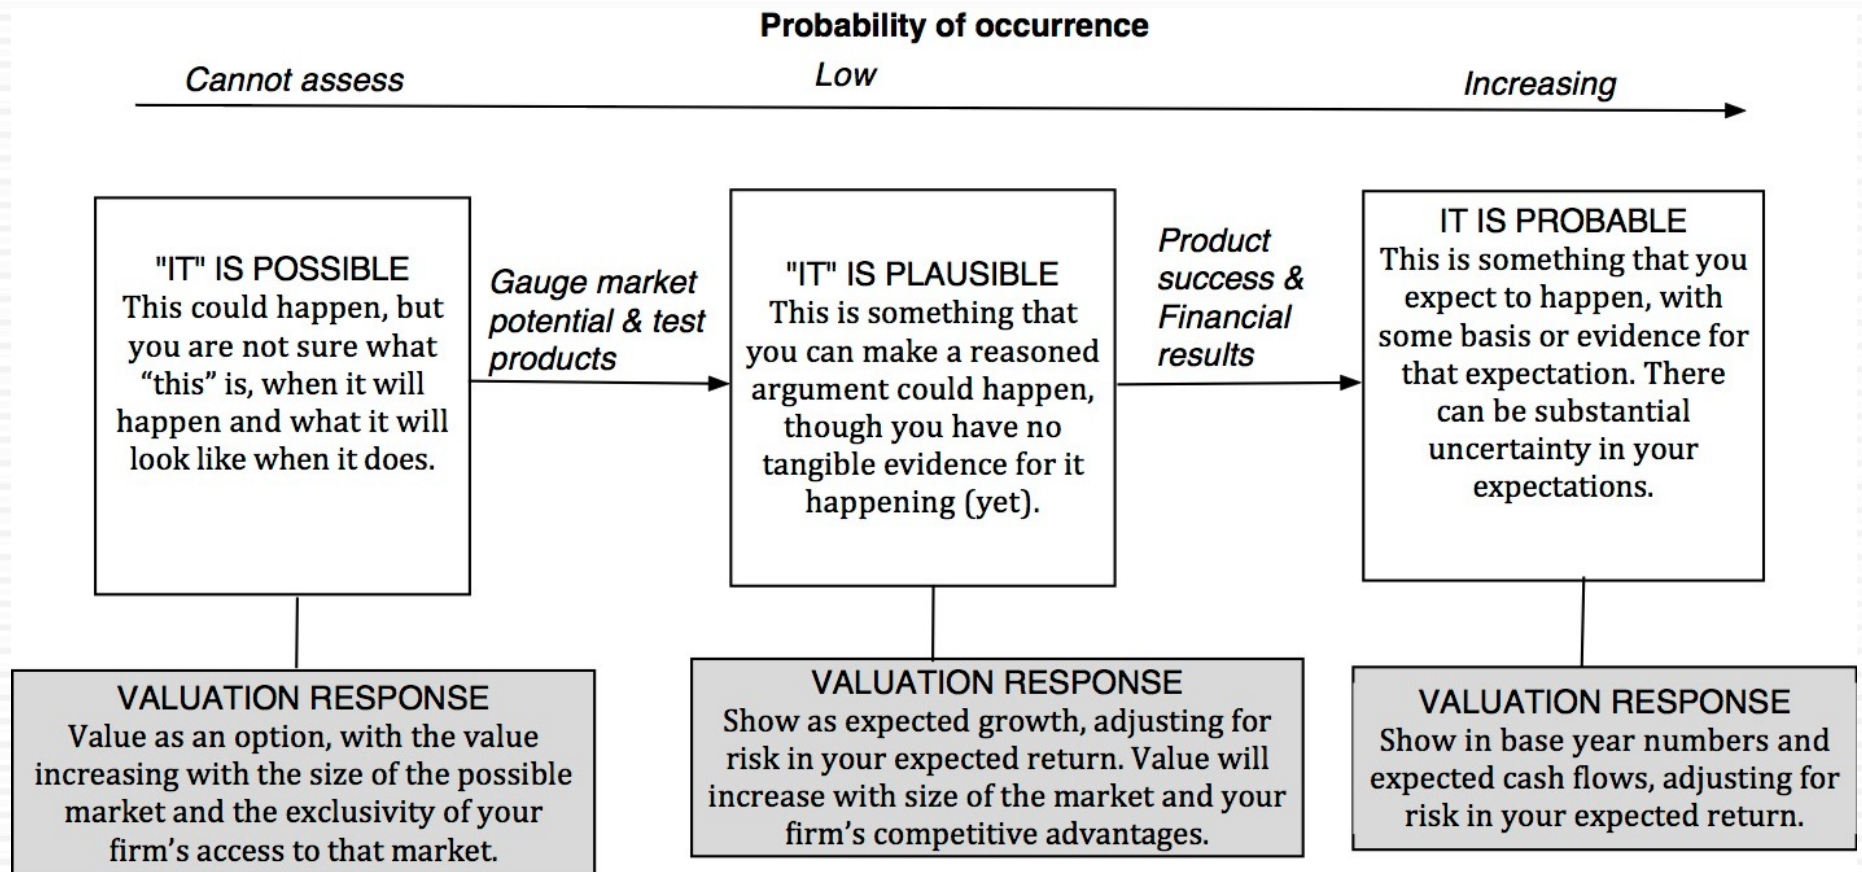 Probability of occurrence
Cannot assess
Low
Increasing
"IT" IS POSSIBLE
This could happen, but
you are not sure what
“this” is, when it will
happen and what it will
look like when it does.
Gauge market
potential & test
products
"IT" IS PLAUSIBLE
This is something that
you can make a reasoned
argument could happen,
though you have no
tangible evidence for it
happening (yet).
Product
success &
Financial
results
IT IS PROBABLE
This is something that you
expect to happen, with
some basis or evidence for
that expectation. There
can be substantial
uncertainty in your
expectations.
VALUATION RESPONSE
Value as an option, with the value
increasing with the size of the possible
market and the exclusivity of your
firm’s access to that market.
VALUATION RESPONSE
Show as expected growth, adjusting for
risk in your expected return. Value will
increase with size of the market and your
firm’s competitive advantages.
VALUATION RESPONSE
Show in base year numbers and
expected cash flows, adjusting for
risk in your expected return.